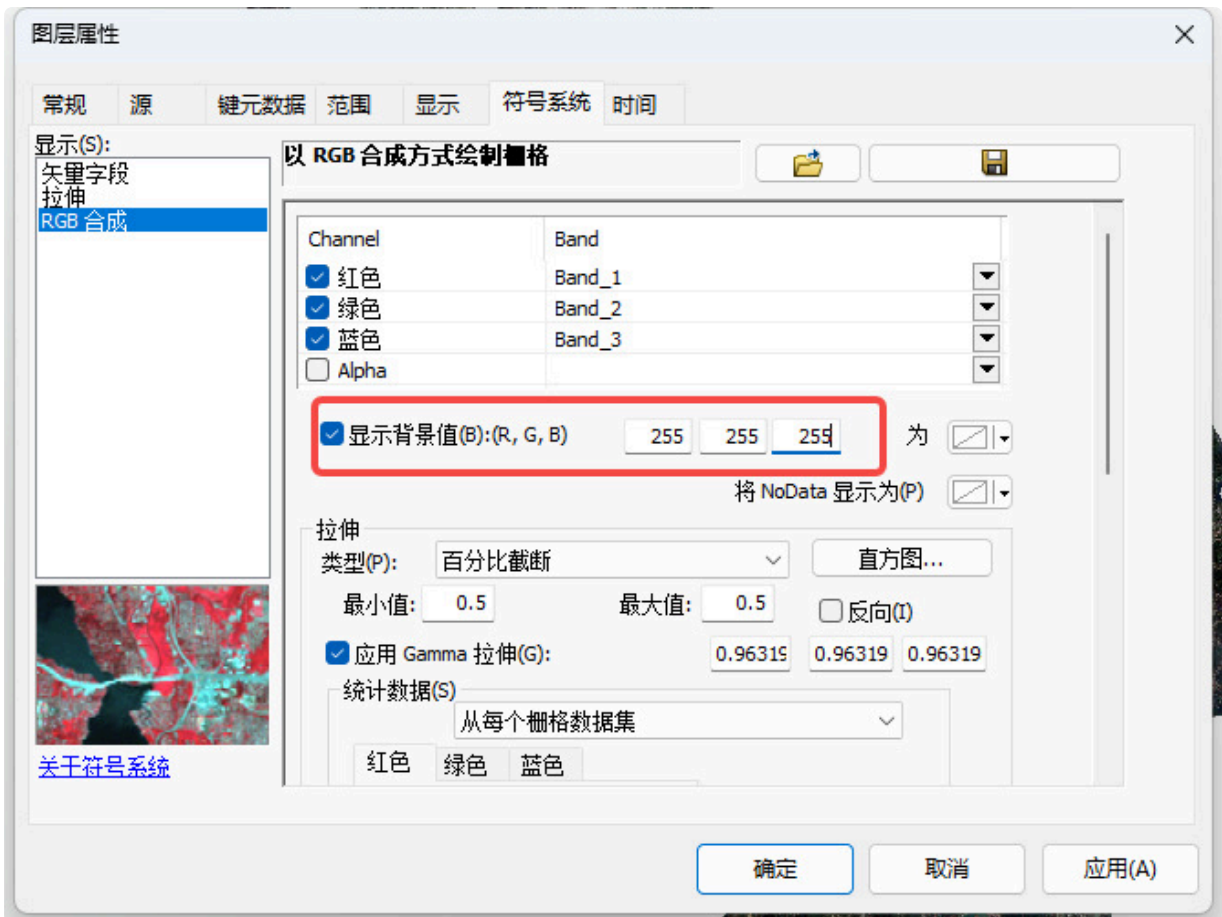 图层属性
常规 源 键元数据 范围 显示 符号系统 时间
显示(S):
矢量字段
拉伸
RGB 合成
以 RGB 合成方式绘制栅格
Channel Band
红色 Band_1
绿色 Band_2
蓝色 Band_3
Alpha
显示背景值(B):(R, G, B) 255 255 255 为
将 NoData 显示为(P)
拉伸
类型(P): 百分比截断 直方图...
最小值: 0.5 最大值: 0.5 反向(I)
应用 Gamma 拉伸(G): 0.96319 0.96319 0.96319
统计数据(S)
从每个栅格数据集
红色 绿色 蓝色
关于符号系统
确定 取消 应用(A)